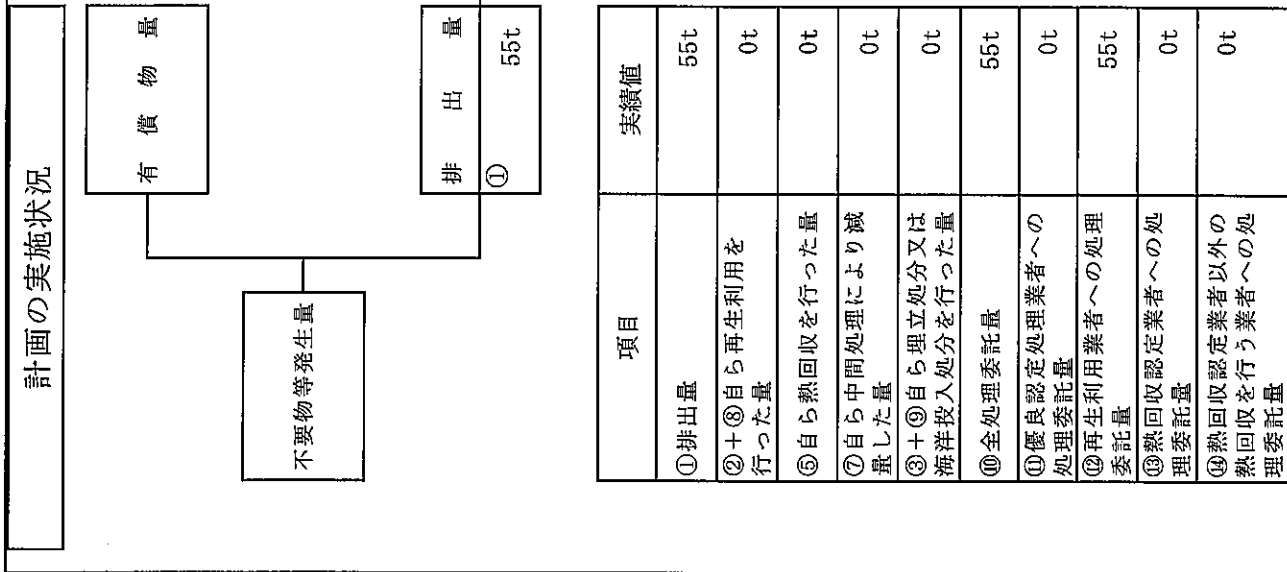 計画の実施状況
有償物量
不要物等発生量
排出量
①
55t
項目
実績値
①排出量
55t
②+⑧自ら再生利用を
行った量
0t
⑤自ら熱回収を行った量
0t
⑦自ら中間処理により減
量した量
0t
③+⑨自ら埋立処分又は
海洋投入処分を行った量
0t
⑩全処理委託量
55t
⑪優良認定処理業者への
処理委託量
0t
⑫再生利用業者への処理
委託量
55t
⑬熱回収認定業者への処
理委託量
0t
⑭熱回収認定業者以外の
熱回収を行う業者への処
理委託量
0t